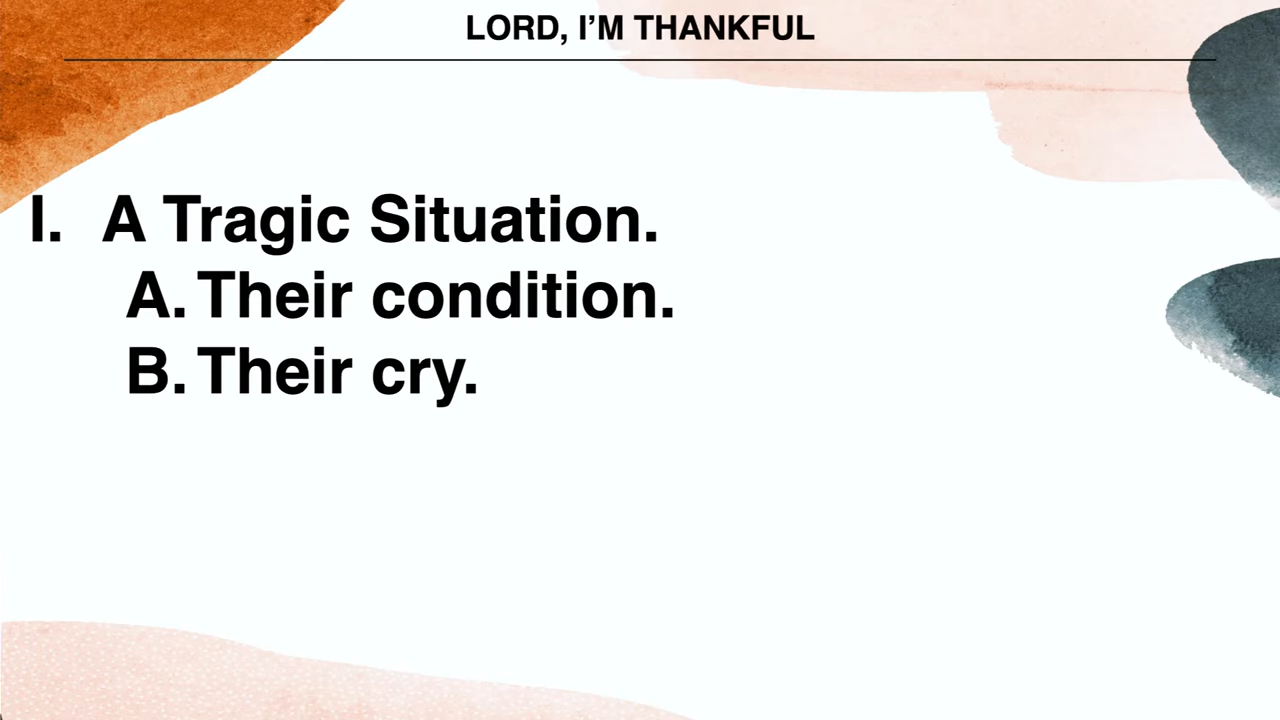 LORD, I’M THANKFUL
I. A Tragic Situation.
A. Their condition.
B. Their cry.